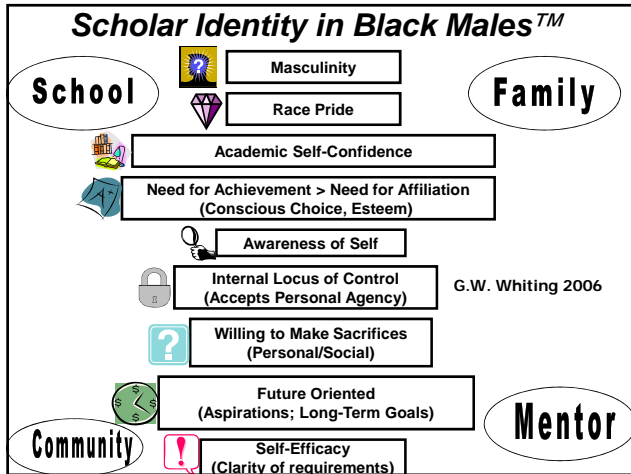 Scholar Identity in Black Males™
School
Family
?
Masculinity
Race Pride
Academic Self-Confidence
A+
Need for Achievement > Need for Affiliation
(Conscious Choice, Esteem)
Awareness of Self
Internal Locus of Control
(Accepts Personal Agency)
G.W. Whiting 2006
?
Willing to Make Sacrifices
(Personal/Social)
$ $ $ $
Future Oriented
(Aspirations; Long-Term Goals)
Mentor
Community
!
Self-Efficacy
(Clarity of requirements)